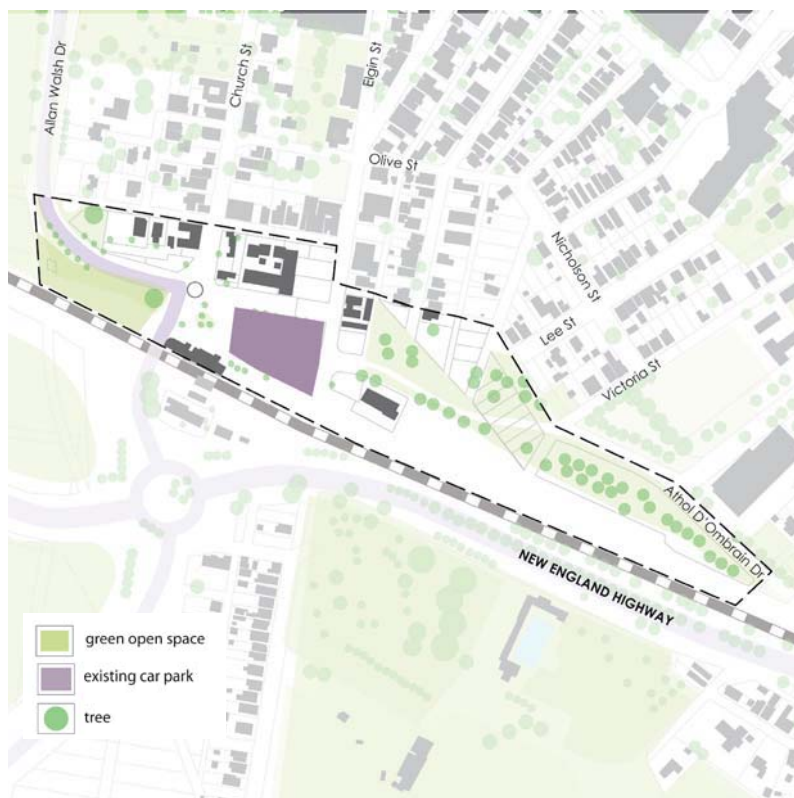 Allan Walsh Dr
Church St
Elgin St
Olive St
Nicholson St
Lee St
Victoria St
Athol D'Ombrain Dr
NEW ENGLAND HIGHWAY
green open space
existing car park
tree